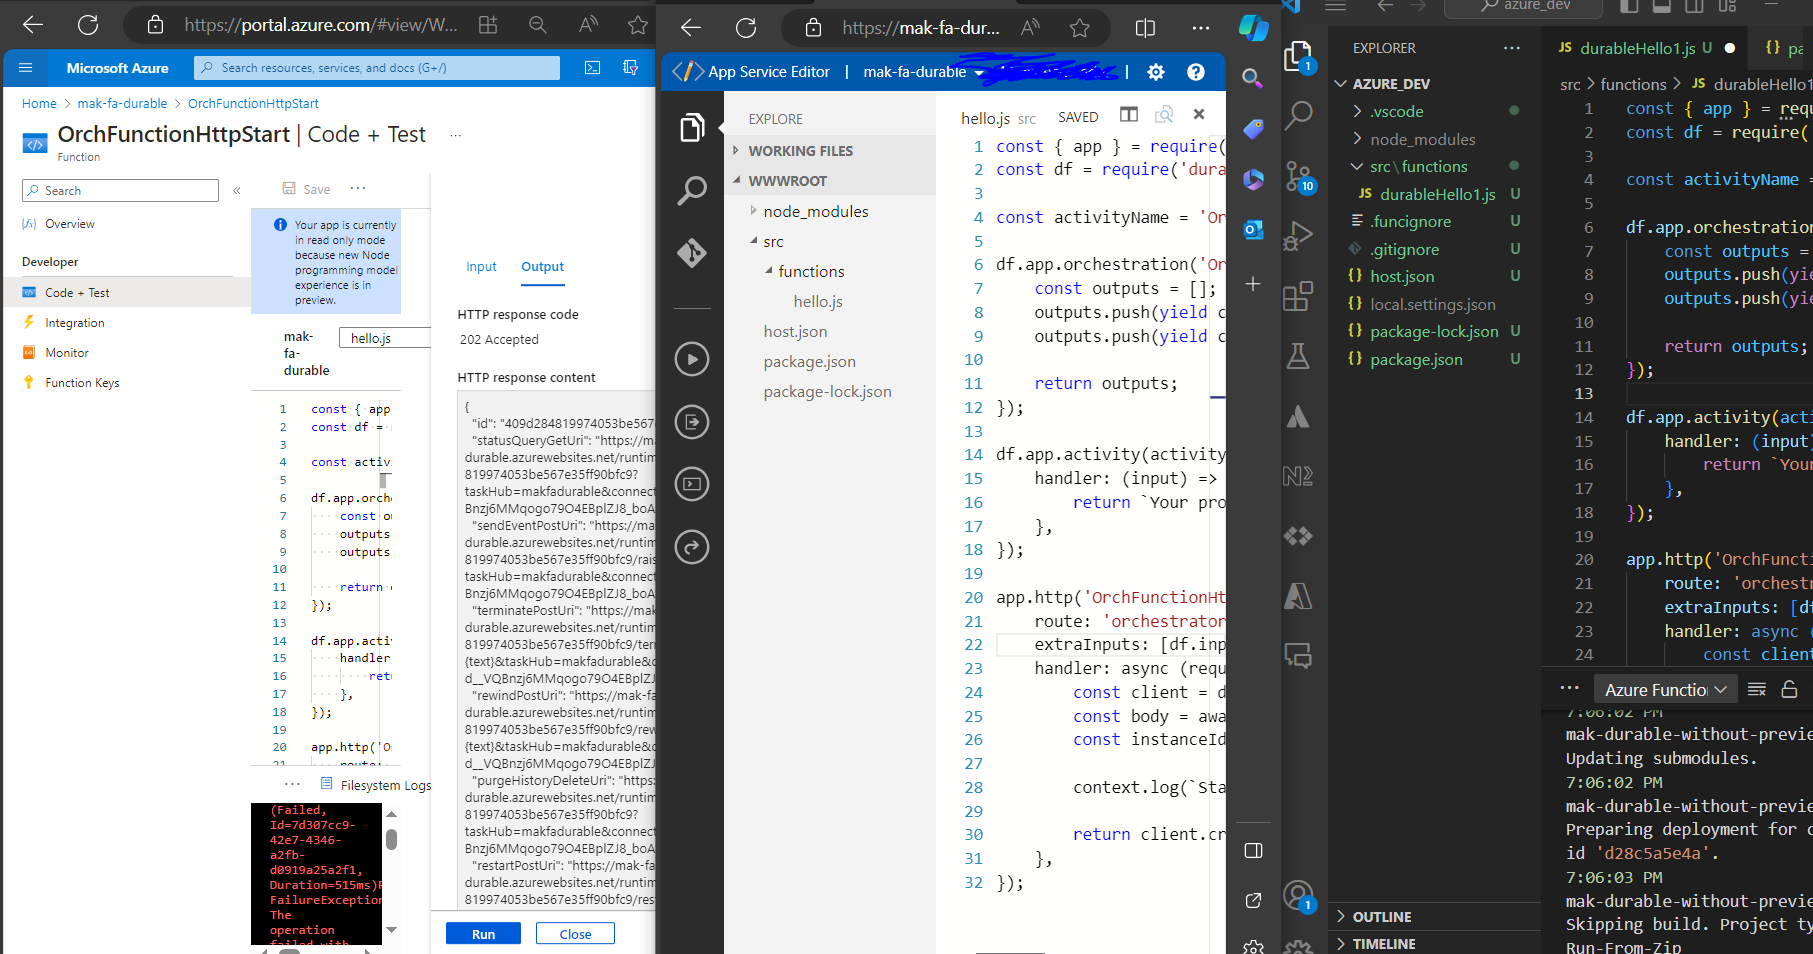 https://portal.azure.com/#view/W...
Microsoft Azure
Search resources, services, and docs (G+/)
Home > mak-fa-durable > OrchFunctionHttpStart
OrchFunctionHttpStart | Code + Test ...
Function
Search
«
Save ...
Overview
Developer
Code + Test
Integration
Monitor
Function Keys
Your app is currently
in read only mode
because new Node
programming model
experience is in
preview.
mak-
fa-
durable
hello.js
1 const { app
2 const df =
3
4 const activ
5
6 df.app.orch
7 const ou
8 outputs
9 outputs
10
11 return
12 });
13
14 df.app.activ
15 handler
16 retu
17 },
18 });
19
20 app.http('O
21 route:
... Filesystem Logs
(Failed,
Id=7d307cc9-
42e7-4346-
a2fb-
d0919a25a2f1,
Duration=515ms)F
FailureException
The
operation
failed with
Input Output
HTTP response code
202 Accepted
HTTP response content
{
"id": "409d284819974053be567
"statusQueryGetUri": "https://ma
durable.azurewebsites.net/runtim
819974053be567e35ff90bfc9?
taskHub=makfadurable&connect
Bnzj6MMqogo79O4EBplZJ8_boA
"sendEventPostUri": "https://ma
durable.azurewebsites.net/runtim
819974053be567e35ff90bfc9/rais
taskHub=makfadurable&connect
Bnzj6MMqogo79O4EBplZJ8_boA
"terminatePostUri": "https://mak
durable.azurewebsites.net/runtim
819974053be567e35ff90bfc9/ter
{text}&taskHub=makfadurable&c
d__VQBnzj6MMqogo79O4EBplZJ
"rewindPostUri": "https://mak-fa
durable.azurewebsites.net/runtim
819974053be567e35ff90bfc9/rew
{text}&taskHub=makfadurable&c
d__VQBnzj6MMqogo79O4EBplZJ
"purgeHistoryDeleteUri": "https:
durable.azurewebsites.net/runtim
819974053be567e35ff90bfc9?
taskHub=makfadurable&connect
Bnzj6MMqogo79O4EBplZJ8_boA
"restartPostUri": "https://mak-fa
durable.azurewebsites.net/runtim
819974053be567e35ff90bfc9/res
Run Close
https://mak-fa-dur...
App Service Editor | mak-fa-durable |
EXPLORE
WORKING FILES
WWWROOT
node_modules
src
functions
hello.js
host.json
package.json
package-lock.json
hello.js src SAVED
1 const { app } = require(
2 const df = require('dura
3
4 const activityName = 'Or
5
6 df.app.orchestration('Or
7 const outputs = [];
8 outputs.push(yield c
9 outputs.push(yield c
10
11 return outputs;
12 });
13
14 df.app.activity(activity
15 handler: (input) =>
16 return `Your pro
17 },
18 });
19
20 app.http('OrchFunctionHt
21 route: 'orchestrator
22 extraInputs: [df.inp
23 handler: async (requ
24 const client = d
25 const body = awa
26 const instanceId
27
28 context.log(`Sta
29
30 return client.cr
31 },
32 });
azure_dev
EXPLORER ...
AZURE_DEV
.vscode
node_modules
src\functions
JS durableHello1.js U
.funcignore U
.gitignore U
{} host.json U
{} local.settings.json
{} package-lock.json U
{} package.json U
OUTLINE
TIMELINE
1
10
1
JS durableHello1.js U {} pa
src > functions > JS durableHello1
1 const { app } = requ
2 const df = require('
3
4 const activityName =
5
6 df.app.orchestration
7 const outputs =
8 outputs.push(yie
9 outputs.push(yie
10
11 return outputs;
12 });
13
14 df.app.activity(acti
15 handler: (input)
16 return `Your
17 },
18 });
19
20 app.http('OrchFuncti
21 route: 'orchestr
22 extraInputs: [df
23 handler: async (
24 const client
... Azure Functio
7:06:02 PM
mak-durable-without-previe
Updating submodules.
7:06:02 PM
mak-durable-without-previe
Preparing deployment for c
id 'd28c5a5e4a'.
7:06:03 PM
mak-durable-without-previe
Skipping build. Project ty
Run-From-Zip